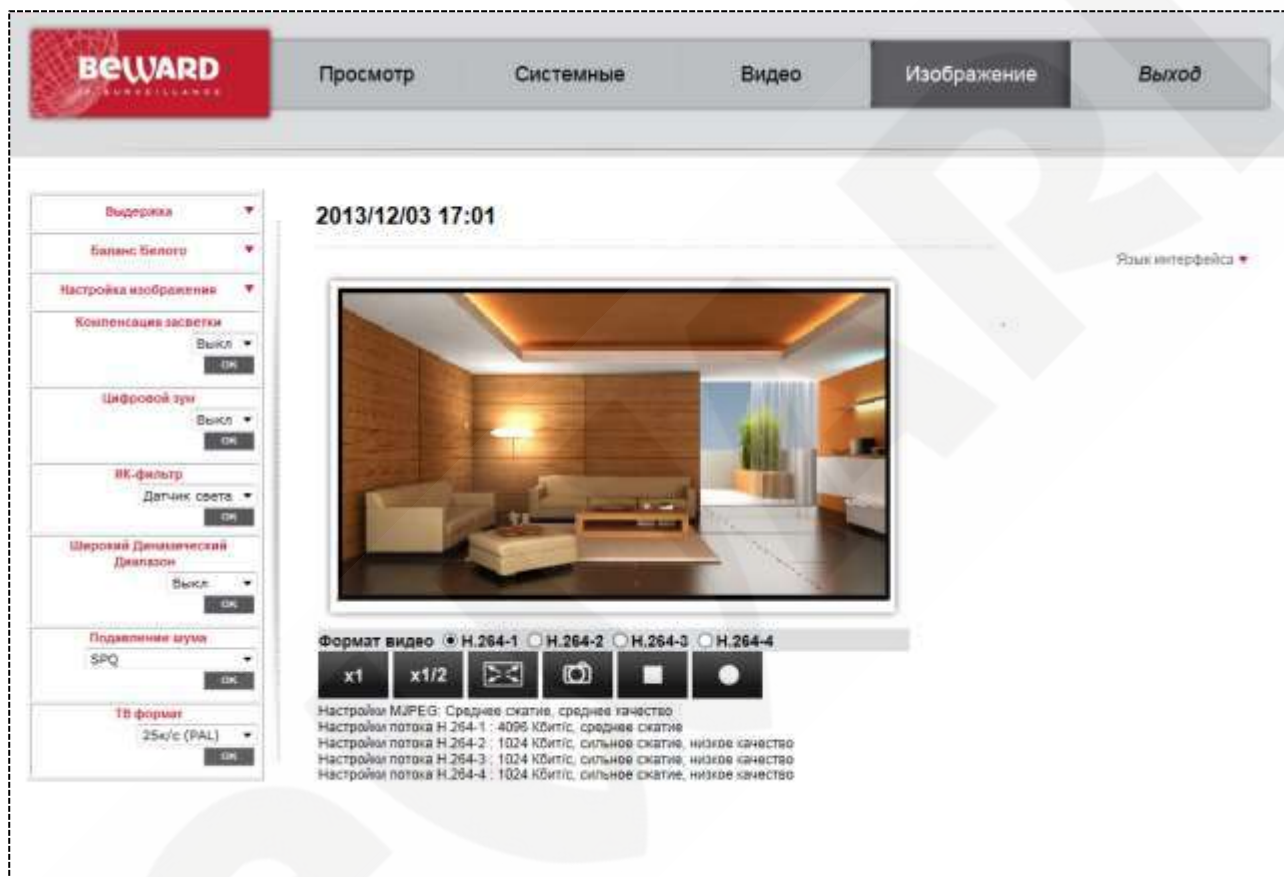 BEWARD
IP SURVEILLANCE
Просмотр
Системные
Видео
Изображение
Выход
2013/12/03 17:01
Язык интерфейса
Выдержка
Баланс Белого
Настройка изображения
Компенсация засветки
Выкл
OK
Цифровой зум
Выкл
OK
ИК-фильтр
Датчик света
OK
Широкий Динамический
Диапазон
Выкл
OK
Подавление шума
SPQ
OK
ТВ формат
25к/с (PAL)
OK
Формат видео H.264-1 H.264-2 H.264-3 H.264-4
x1
x1/2
Настройки MJPEG: Среднее сжатие, среднее качество
Настройки потока H.264-1 : 4096 Кбит/с, среднее сжатие
Настройки потока H.264-2 : 1024 Кбит/с, сильное сжатие, низкое качество
Настройки потока H.264-3 : 1024 Кбит/с, сильное сжатие, низкое качество
Настройки потока H.264-4 : 1024 Кбит/с, сильное сжатие, низкое качество